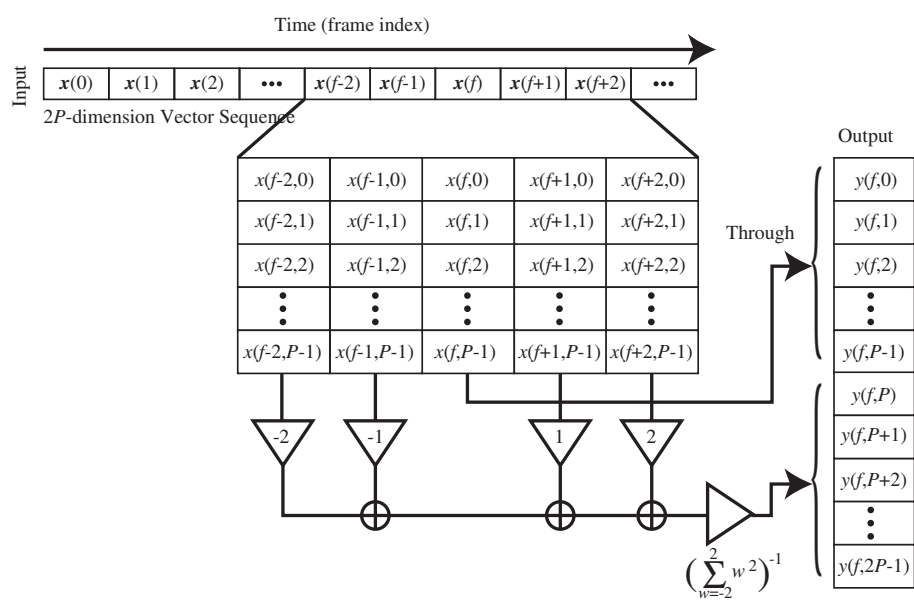 Time (frame index)
Input
x(0) x(1) x(2) ••• x(f-2) x(f-1) x(f) x(f+1) x(f+2) •••
2P-dimension Vector Sequence
Output
x(f-2,0) x(f-1,0) x(f,0) x(f+1,0) x(f+2,0) y(f,0)
x(f-2,1) x(f-1,1) x(f,1) x(f+1,1) x(f+2,1) y(f,1)
Through
x(f-2,2) x(f-1,2) x(f,2) x(f+1,2) x(f+2,2) y(f,2)
⋮ ⋮ ⋮ ⋮ ⋮ ⋮
x(f-2,P-1) x(f-1,P-1) x(f,P-1) x(f+1,P-1) x(f+2,P-1) y(f,P-1)
y(f,P)
-2 -1 1 2 y(f,P+1)
y(f,P+2)
⋮
(∑_{w=-2}^{2} w^2)^{-1} y(f,2P-1)